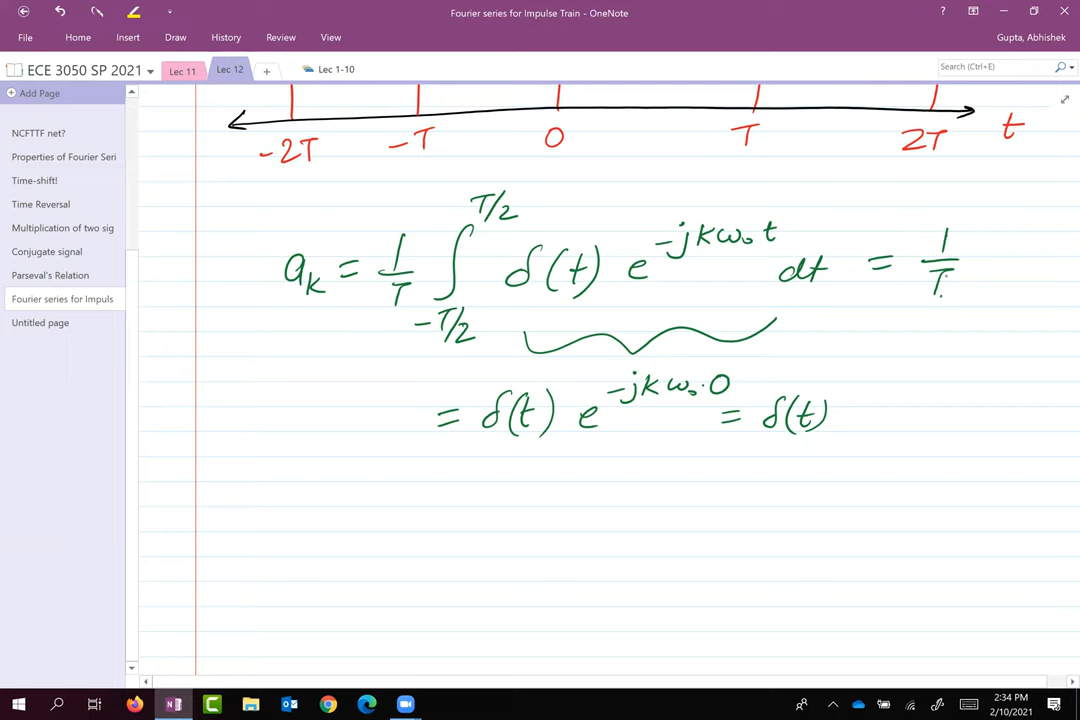 Fourier series for Impulse Train - OneNote
?
File Home Insert Draw History Review View Gupta, Abhishek
ECE 3050 SP 2021 Lec 11 Lec 12 + Lec 1-10 Search (Ctrl+E)
Add Page
NCFTTF net?
Properties of Fourier Seri
Time-shift!
Time Reversal
Multiplication of two sig
Conjugate signal
Parseval's Relation
Fourier series for Impuls
Untitled page
-2T -T 0 T 2T t
a_k = 1/T ∫_{-T/2}^{T/2} δ(t) e^{-jkω₀t} dt = 1/T
= δ(t) e^{-jkω₀·0} = δ(t)
2:34 PM
2/10/2021